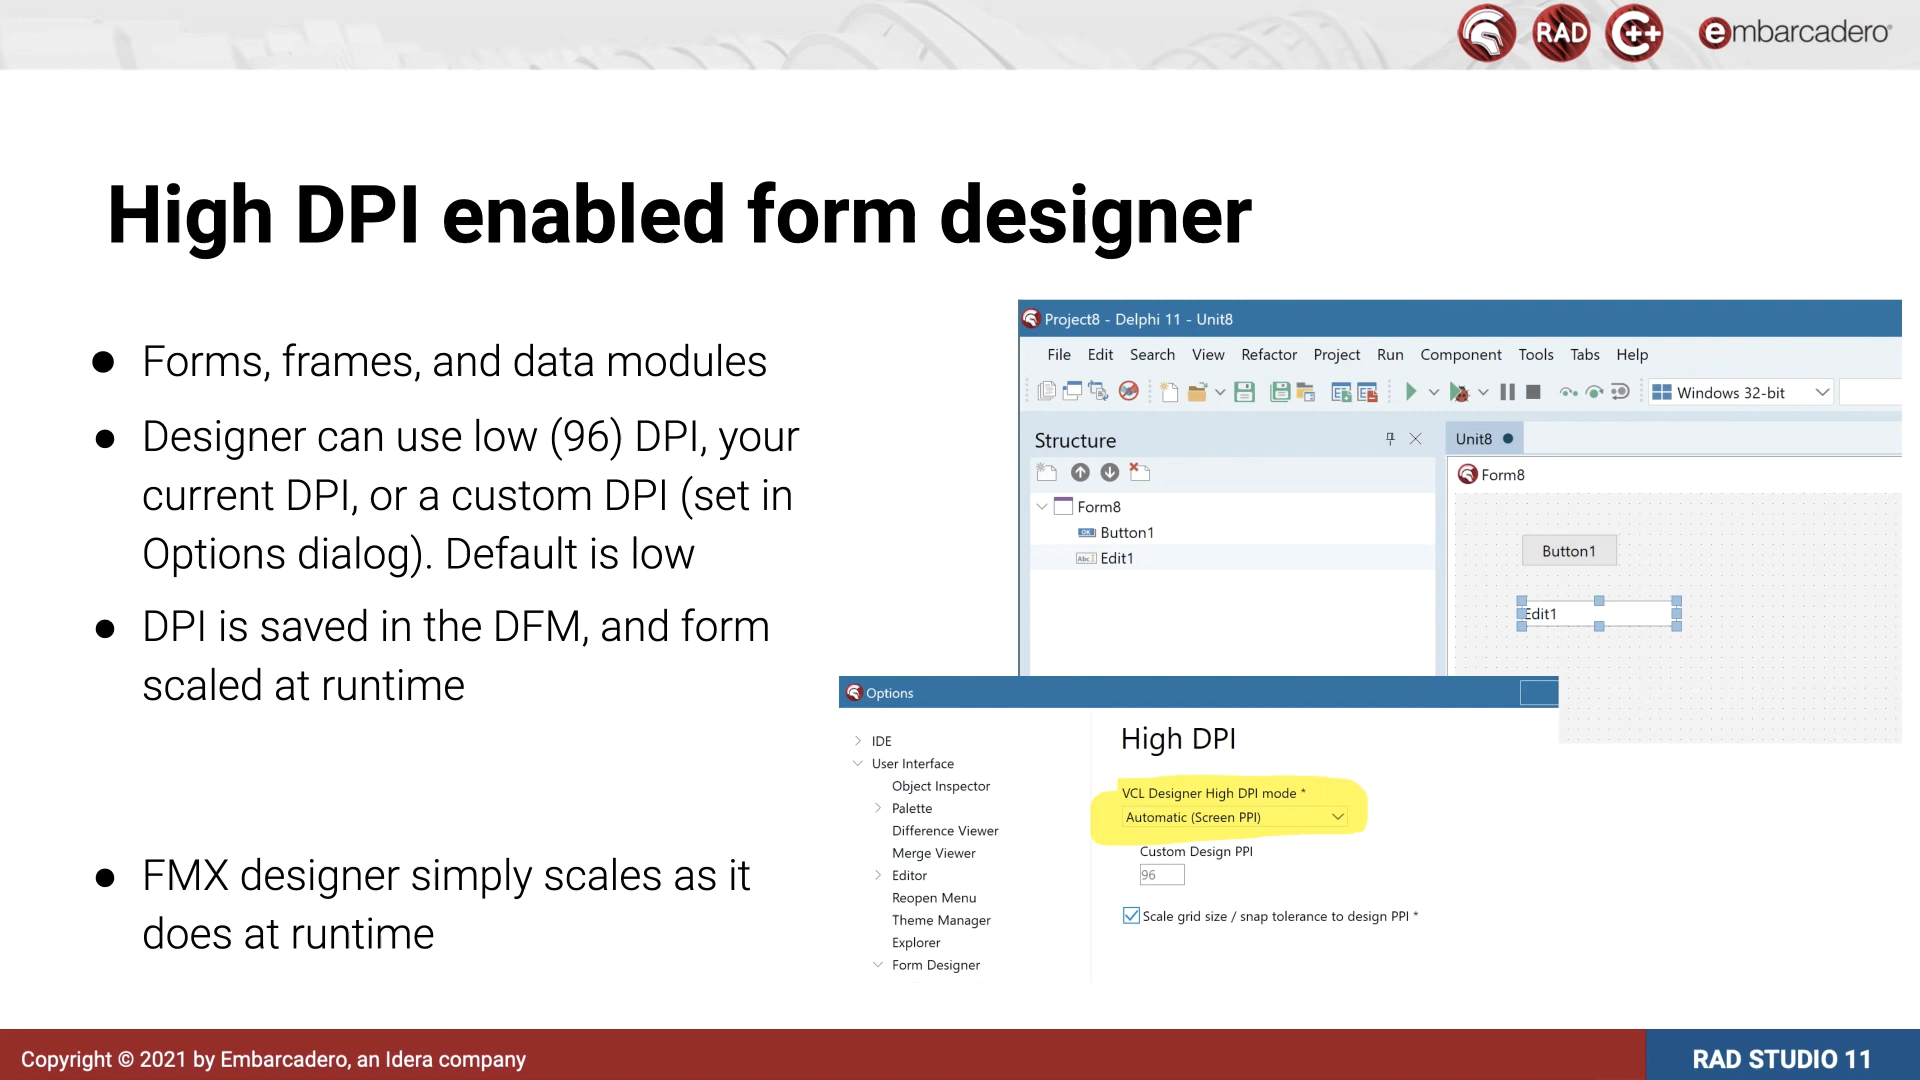 RAD
C++
embarcadero®
High DPI enabled form designer
● Forms, frames, and data modules
● Designer can use low (96) DPI, your
current DPI, or a custom DPI (set in
Options dialog). Default is low
● DPI is saved in the DFM, and form
scaled at runtime
● FMX designer simply scales as it
does at runtime
Project8 - Delphi 11 - Unit8
File Edit Search View Refactor Project Run Component Tools Tabs Help
Windows 32-bit
Structure
Unit8
Form8
Form8
OK Button1
Abc Edit1
Button1
Edit1
Options
IDE
User Interface
Object Inspector
Palette
Difference Viewer
Merge Viewer
Editor
Reopen Menu
Theme Manager
Explorer
Form Designer
High DPI
VCL Designer High DPI mode *
Automatic (Screen PPI)
Custom Design PPI
96
Scale grid size / snap tolerance to design PPI *
Copyright © 2021 by Embarcadero, an Idera company
RAD STUDIO 11